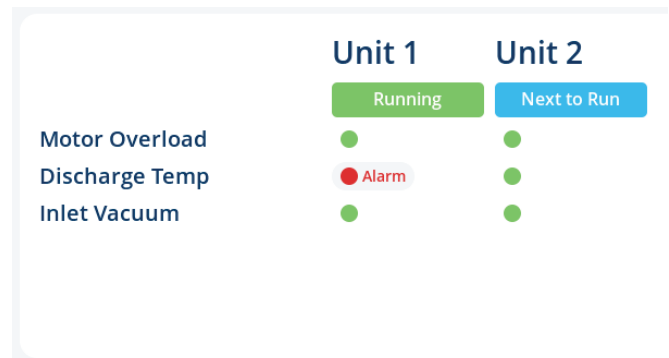 Unit 1 Unit 2
Running Next to Run
Motor Overload
Discharge Temp Alarm
Inlet Vacuum